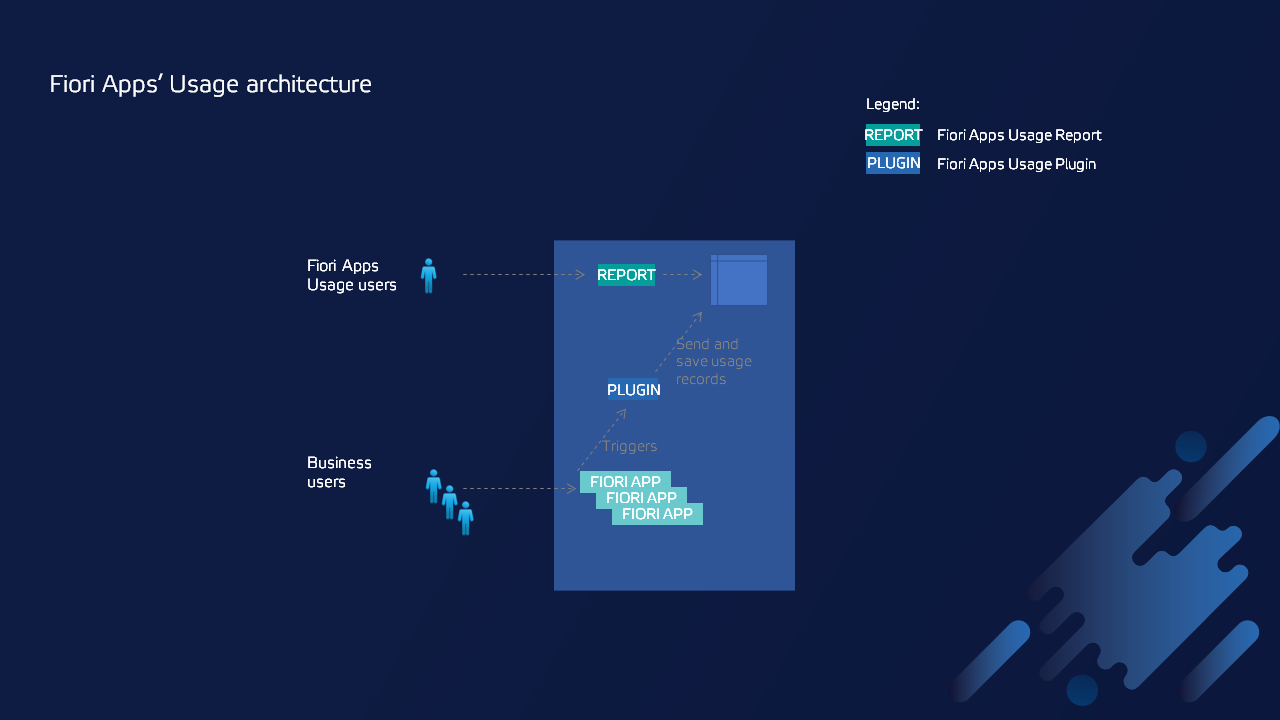 Fiori Apps’ Usage architecture
Legend:
REPORT Fiori Apps Usage Report
PLUGIN Fiori Apps Usage Plugin
Fiori Apps
Usage users
REPORT
Send and
save usage
records
PLUGIN
Triggers
Business
users
FIORI APP
FIORI APP
FIORI APP